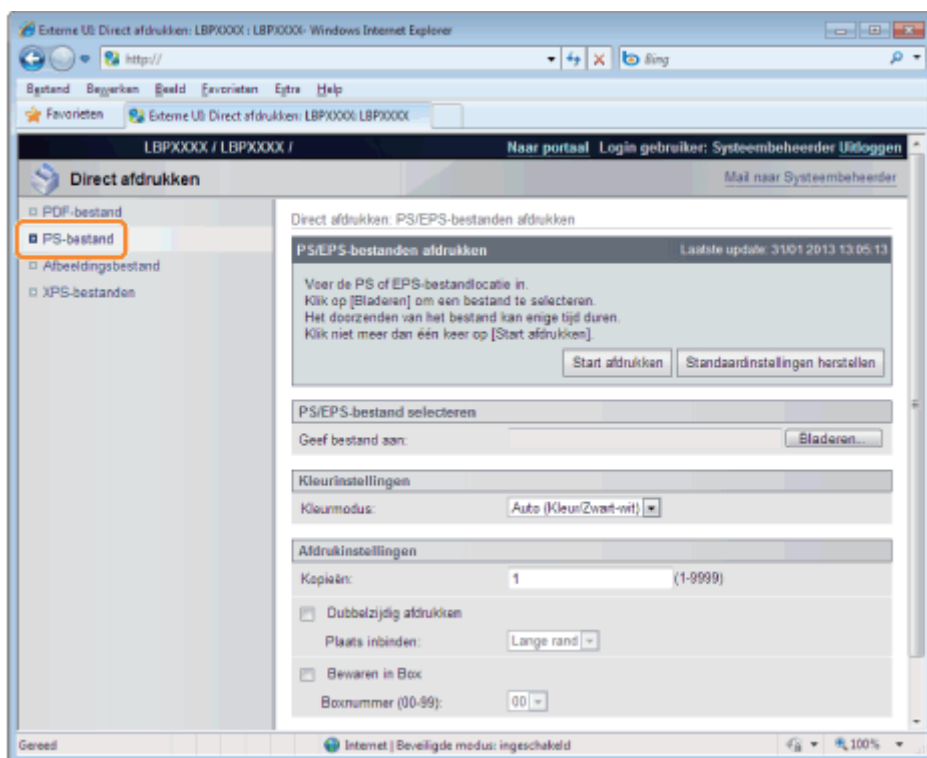 Externe UI: Direct afdrukken: LBPXXXX : LBPXXXX- Windows Internet Explorer
http://
Bing
Bestand Bewerken Beeld Favorieten Extra Help
Favorieten Externe UI: Direct afdrukken: LBPXXXX: LBPXXXX
LBPXXXX / LBPXXXX / Naar portaal Login gebruiker: Systeembeheerder Uitloggen
Direct afdrukken Mail naar Systeembeheerder
PDF-bestand
PS-bestand
Afbeeldingsbestand
XPS-bestanden
Direct afdrukken: PS/EPS-bestanden afdrukken
PS/EPS-bestanden afdrukken Laatste update: 31/01 2013 13:05:13
Voer de PS of EPS-bestandlocatie in.
Klik op [Bladeren] om een bestand te selecteren.
Het doorzenden van het bestand kan enige tijd duren.
Klik niet meer dan één keer op [Start afdrukken].
Start afdrukken Standaardinstellingen herstellen
PS/EPS-bestand selecteren
Geef bestand aan: Bladeren...
Kleurinstellingen
Kleurmodus: Auto (Kleur/Zwart-wit)
Afdrukinstellingen
Kopieën: 1 (1-9999)
Dubbelzijdig afdrukken
Plaats inbinden: Lange rand
Bewaren in Box
Boxnummer (00-99): 00
Gereed Internet | Beveiligde modus: ingeschakeld 100%